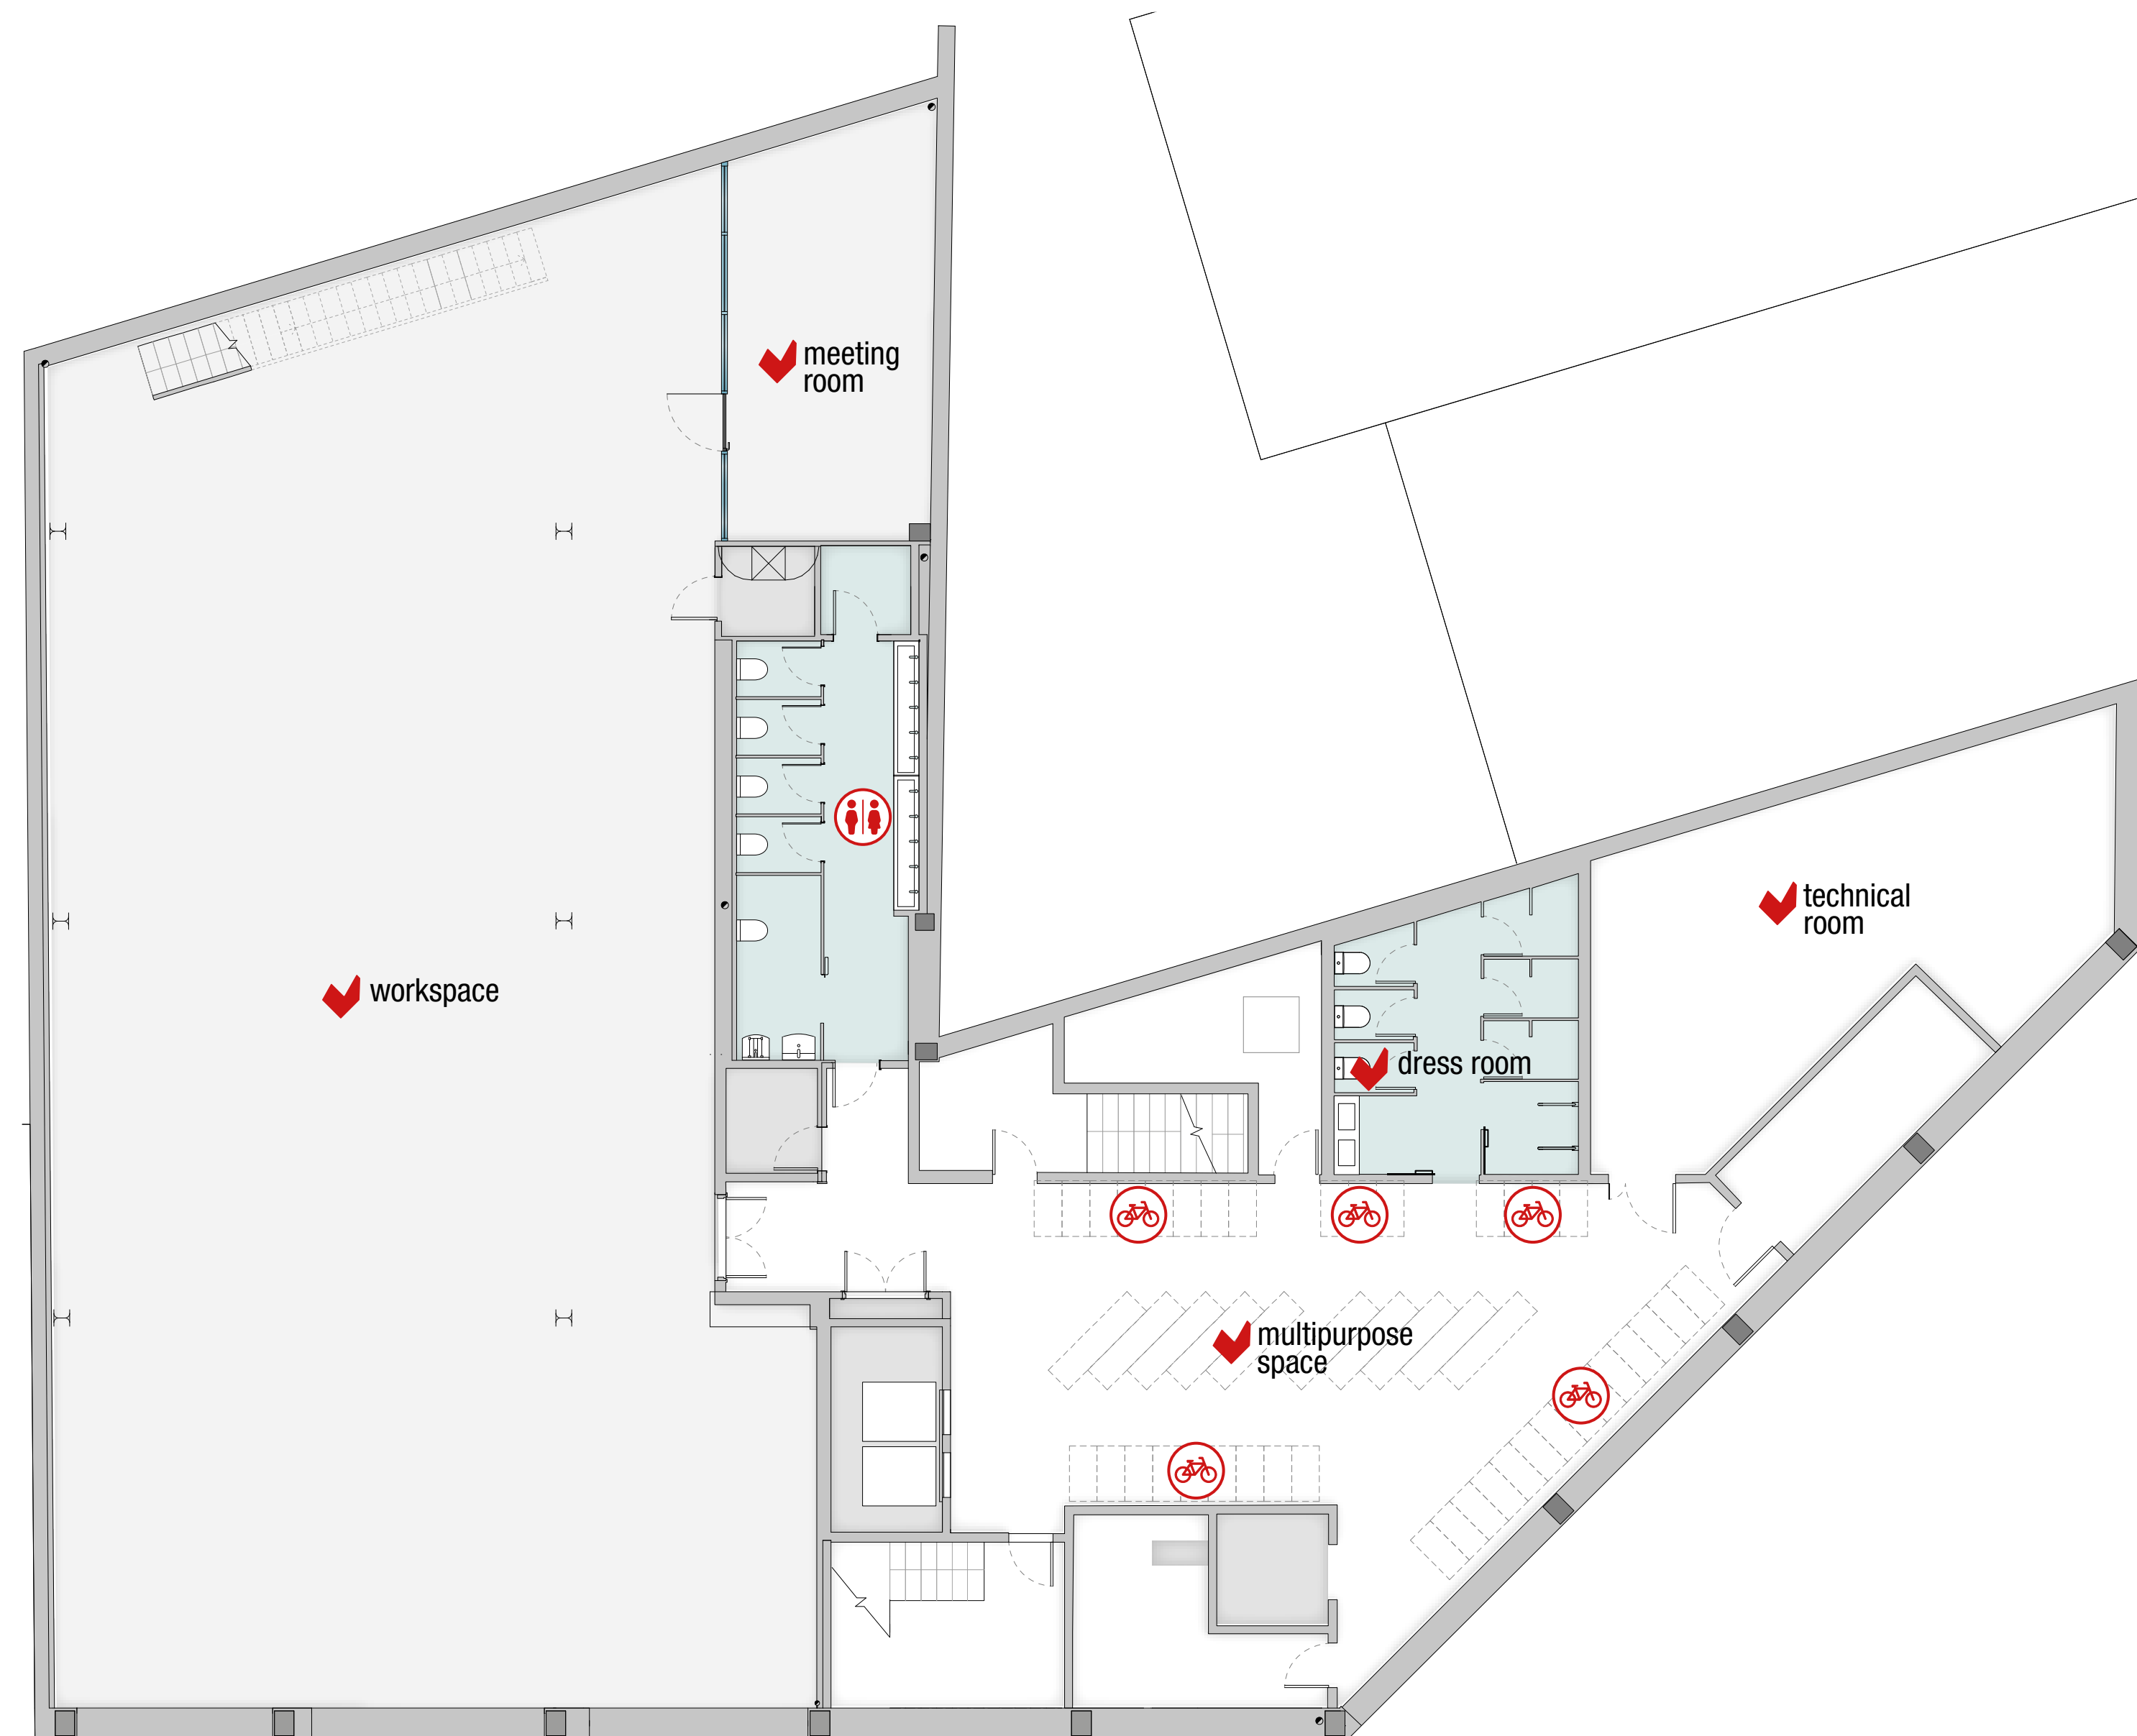 meeting
room
technical
room
workspace
dress room
multipurpose
space